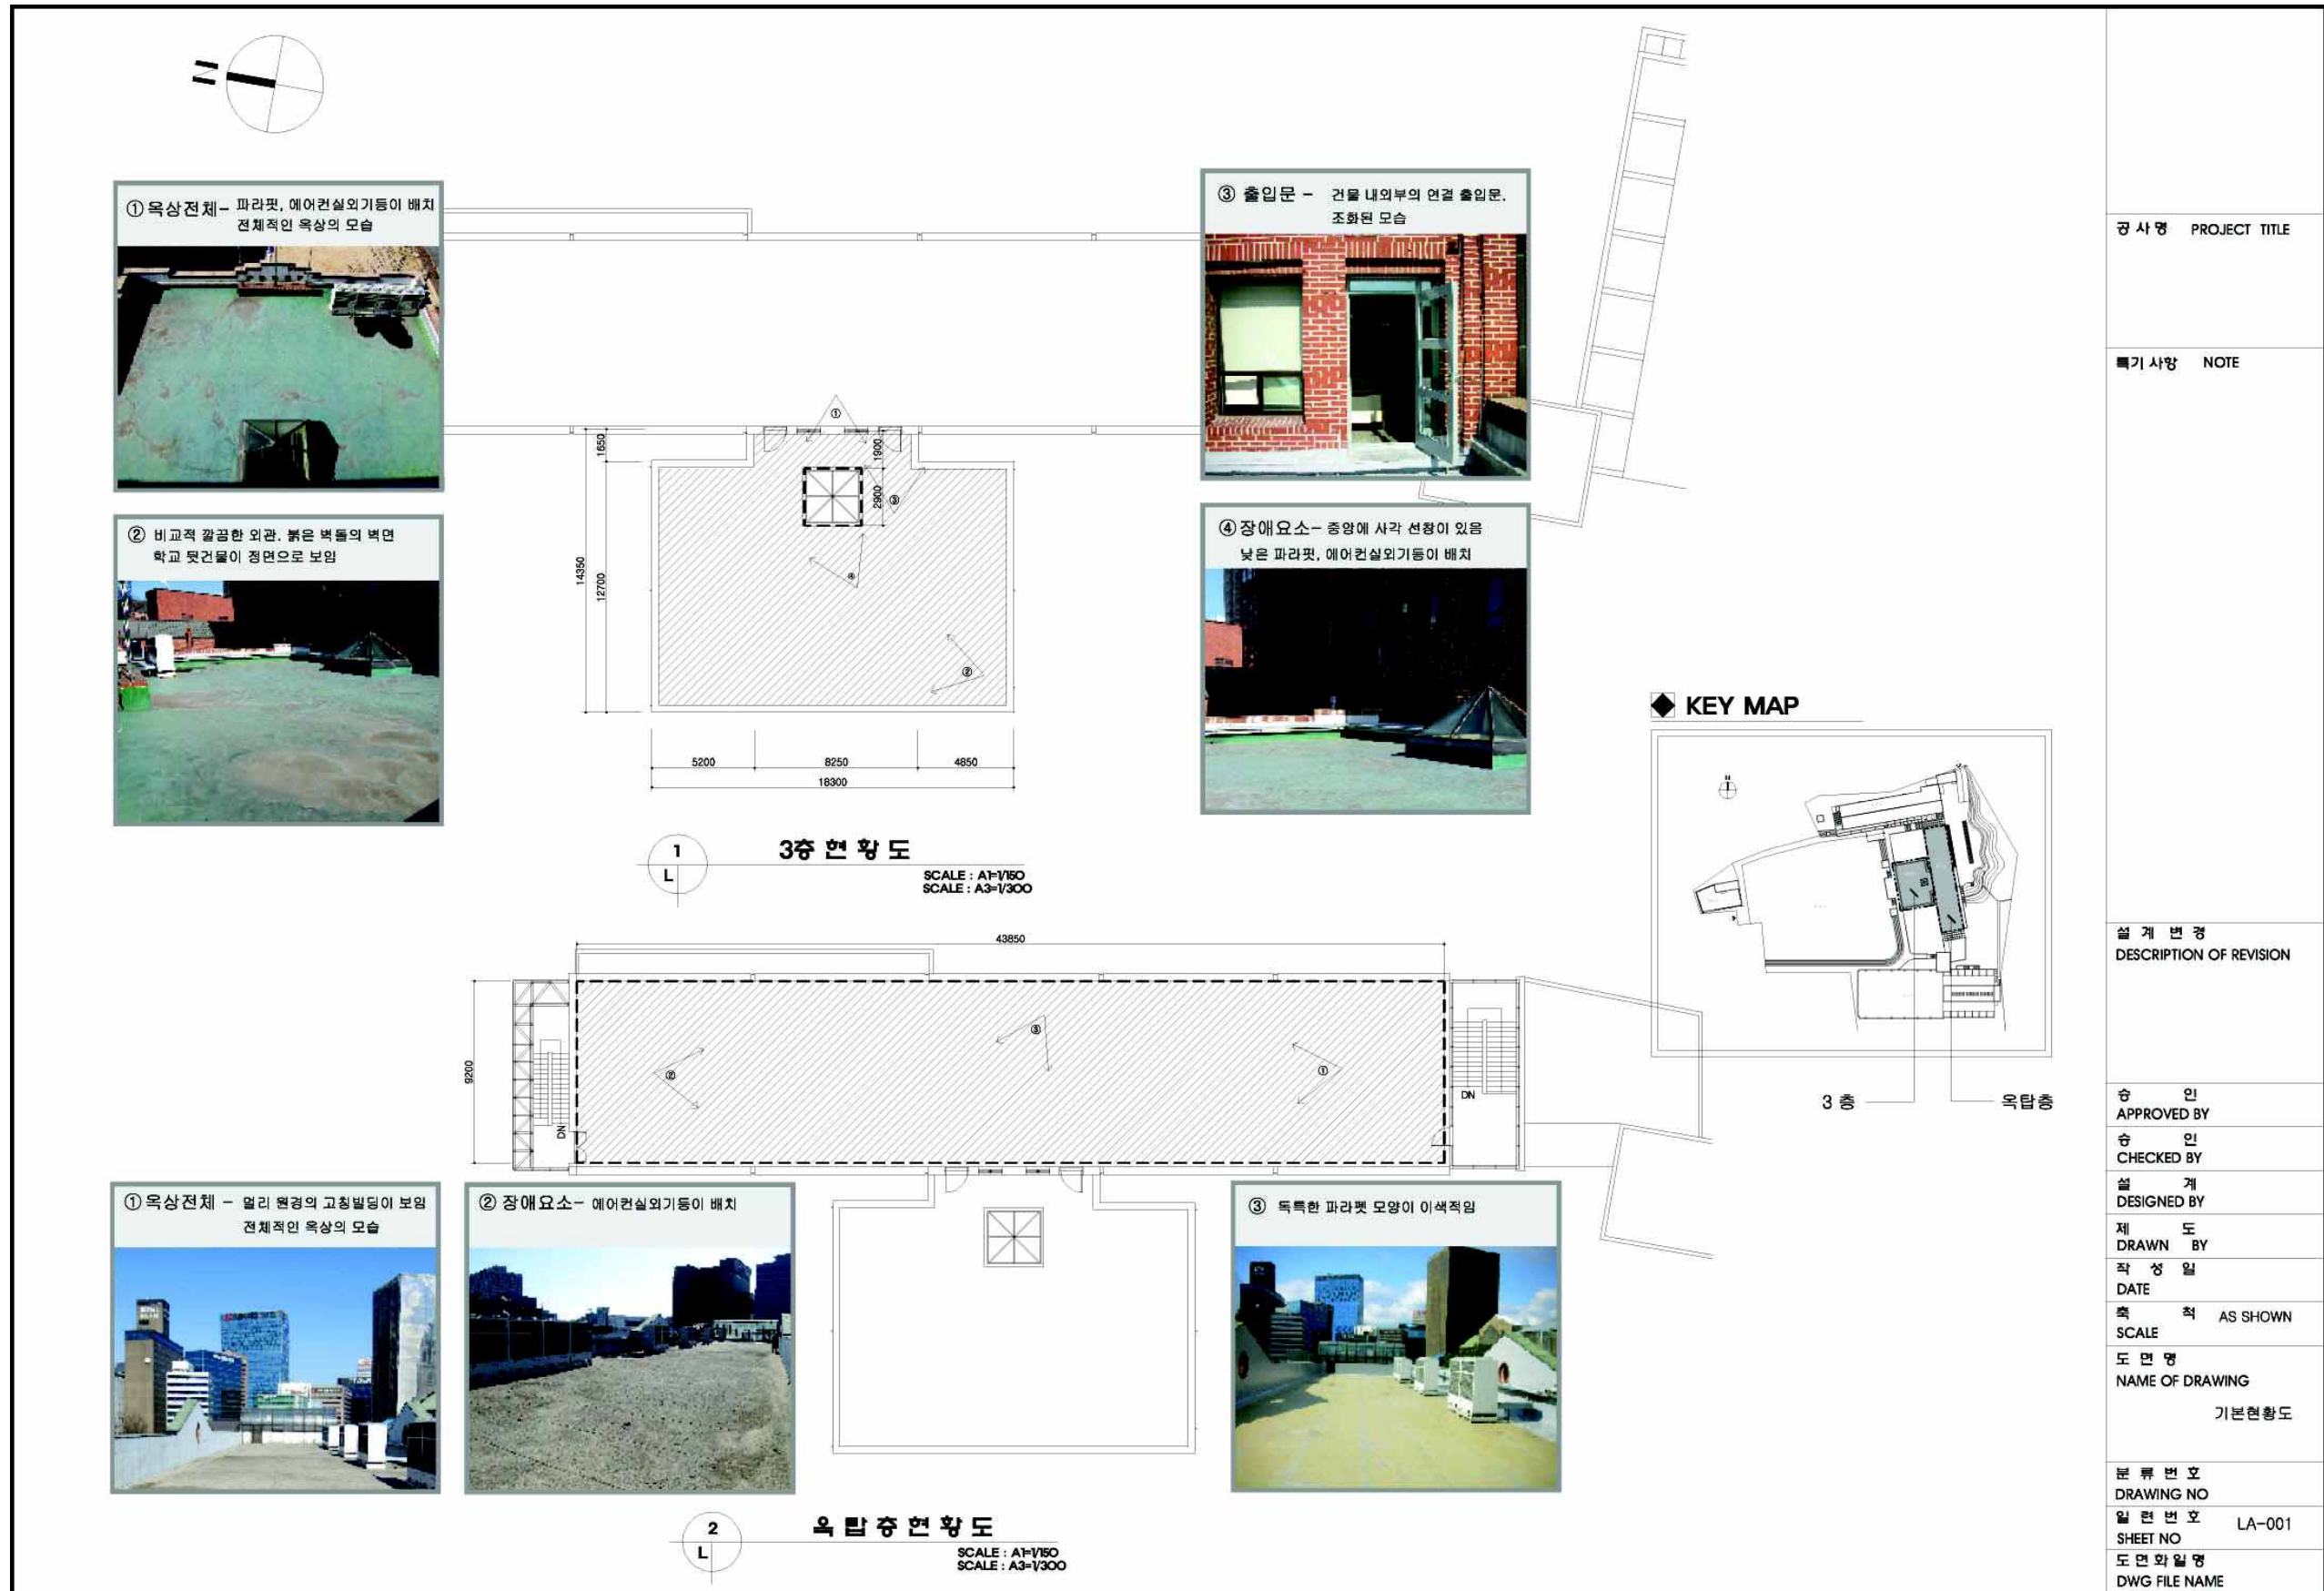 N
① 옥상전체- 파라핏, 에어컨실외기등이 배치
전체적인 옥상의 모습
② 비교적 깔끔한 외관. 붉은 벽돌의 벽면
학교 뒷건물이 정면으로 보임
③ 출입문 - 건물 내외부의 연결 출입문.
조화된 모습
④ 장애요소- 중앙에 사각 선창이 있음
낮은 파라핏, 에어컨실외기등이 배치
①
1650
1900
2900
③
④
②
14350
12700
5200
8250
4850
18300
1
L
3층 현 황 도
SCALE : A1=1/150
SCALE : A3=1/300
43850
9200
②
③
①
DN
DN
① 옥상전체 - 멀리 원경의 고층빌딩이 보임
전체적인 옥상의 모습
② 장애요소- 에어컨실외기등이 배치
③ 독특한 파라펫 모양이 이색적임
2
L
옥 탑 층 현 황 도
SCALE : A1=1/150
SCALE : A3=1/300
KEY MAP
N
3 층
옥탑층
공 사 명 PROJECT TITLE
특기 사항 NOTE
설 계 변 경
DESCRIPTION OF REVISION
승 인
APPROVED BY
승 인
CHECKED BY
설 계
DESIGNED BY
제 도
DRAWN BY
작 성 일
DATE
축 척 AS SHOWN
SCALE
도 면 명
NAME OF DRAWING
기본현황도
분 류 번 호
DRAWING NO
일 련 번 호 LA-001
SHEET NO
도 면 화 일 명
DWG FILE NAME